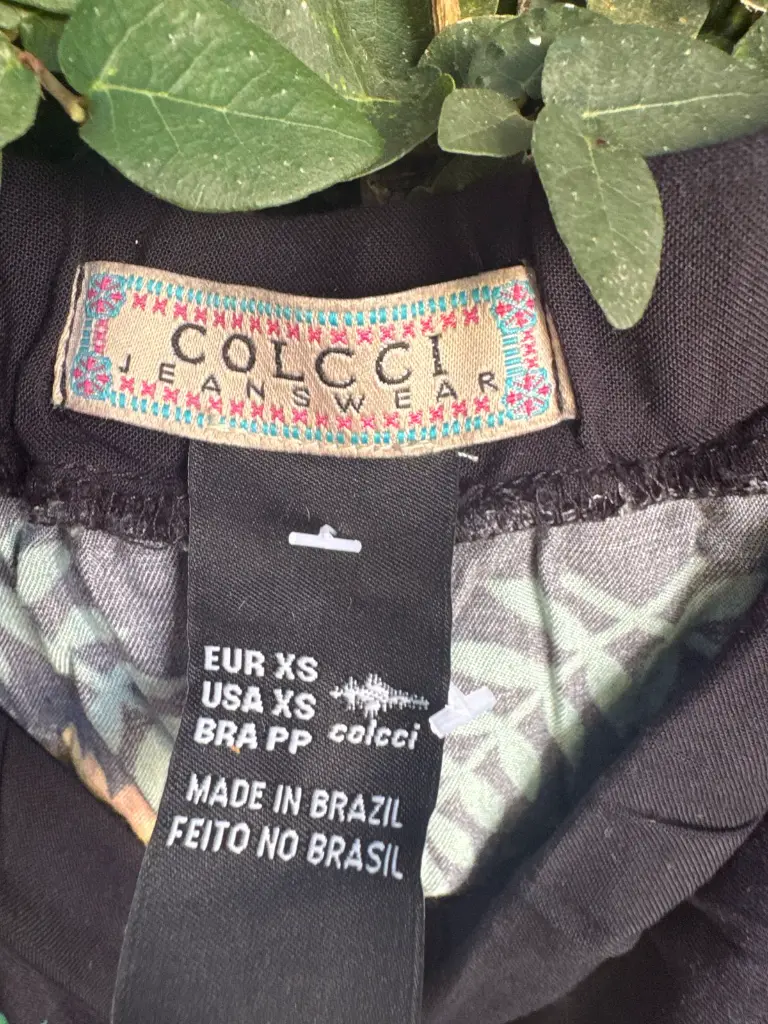 COLCCI
JEANSWEAR
EUR XS
USA XS
BRA PP
colcci
MADE IN BRAZIL
FEITO NO BRASIL